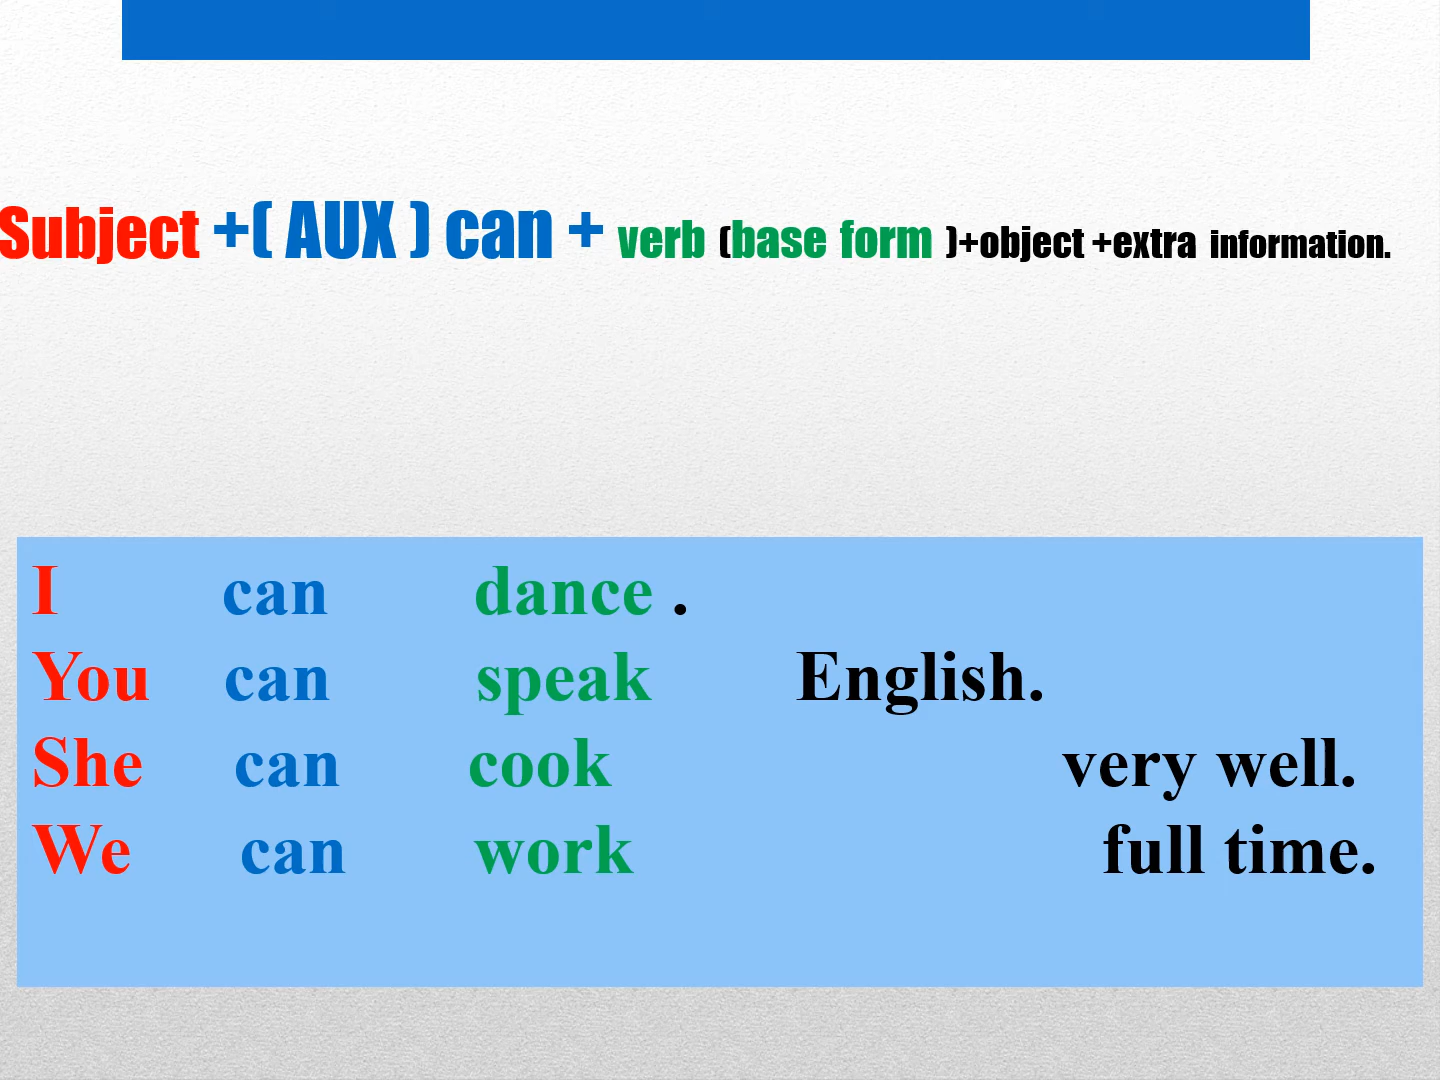 Subject +( AUX ) can + verb (base form )+object +extra information.
I can dance .
You can speak English.
She can cook very well.
We can work full time.